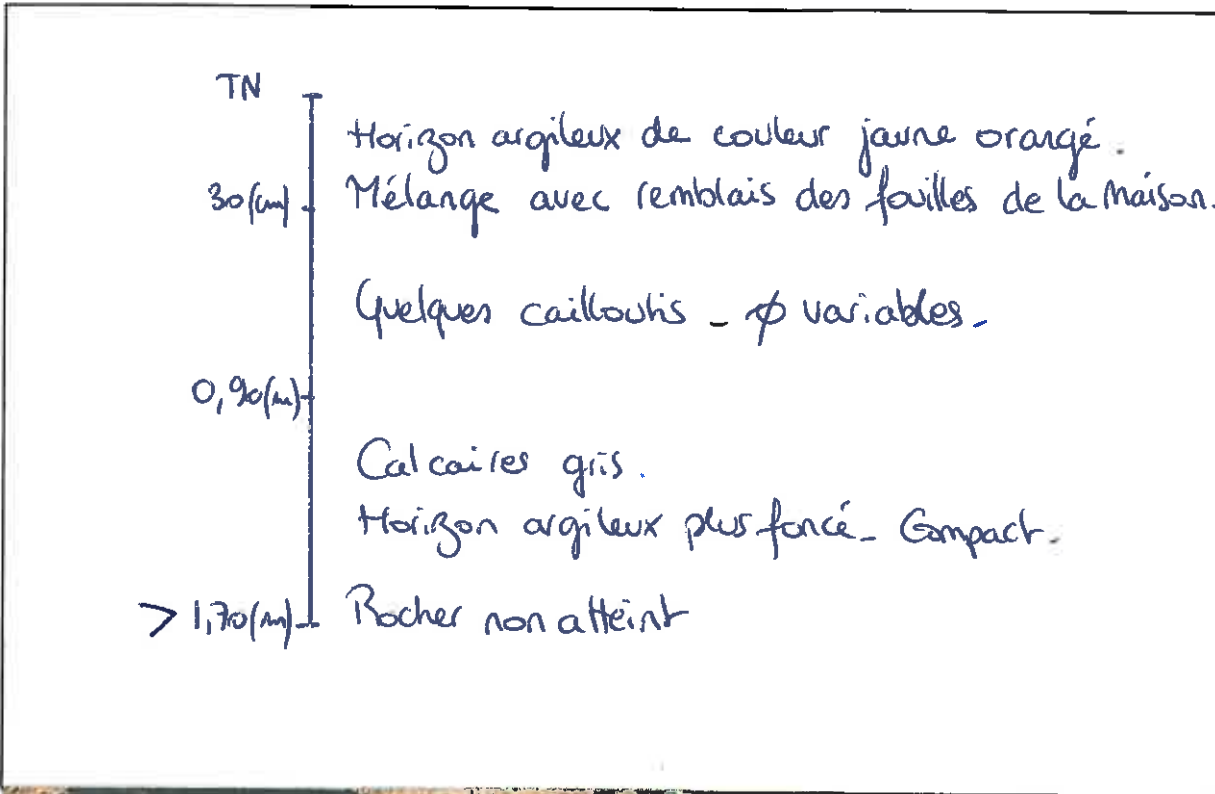 TN
Horizon argileux de couleur jaune orangé.
30(cm) Mélange avec remblais des fouilles de la Maison.
Quelques cailloutis - ϕ variables.
0,90(m)
Calcaires gris.
Horizon argileux plus foncé - Compact.
> 1,70(m) Rocher non atteint